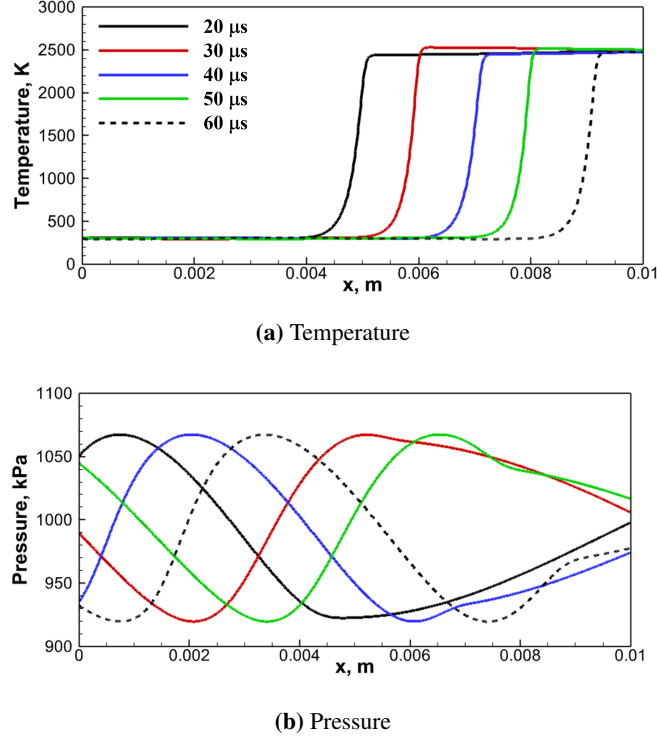 3000
2500
2000
1500
1000
500
0
Temperature, K
20 μs
30 μs
40 μs
50 μs
60 μs
0
0.002
0.004
0.006
0.008
0.01
x, m
(a) Temperature
1100
1050
1000
950
900
Pressure, kPa
0
0.002
0.004
0.006
0.008
0.01
x, m
(b) Pressure